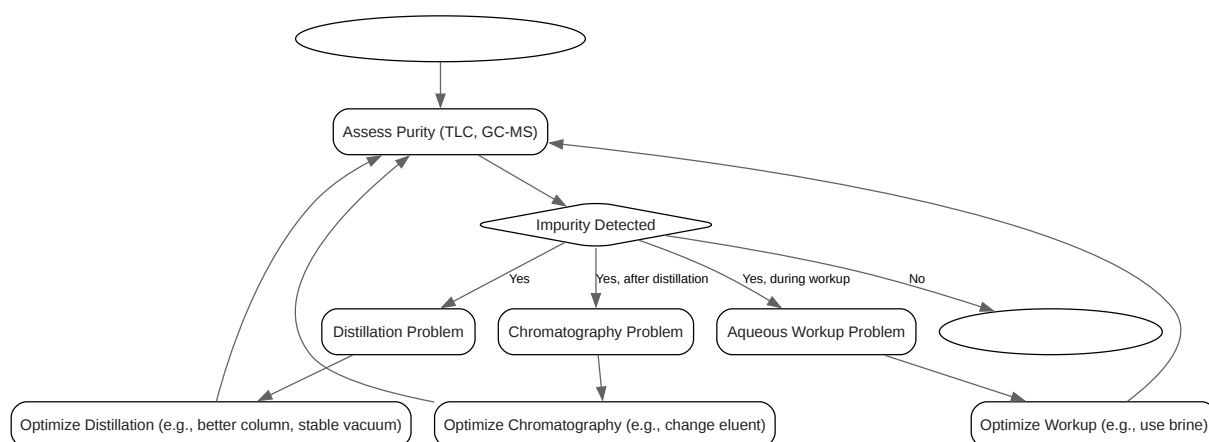 Assess Purity (TLC, GC-MS)
Impurity Detected
Yes
Yes, after distillation
Yes, during workup
No
Distillation Problem
Chromatography Problem
Aqueous Workup Problem
Optimize Distillation (e.g., better column, stable vacuum)
Optimize Chromatography (e.g., change eluent)
Optimize Workup (e.g., use brine)